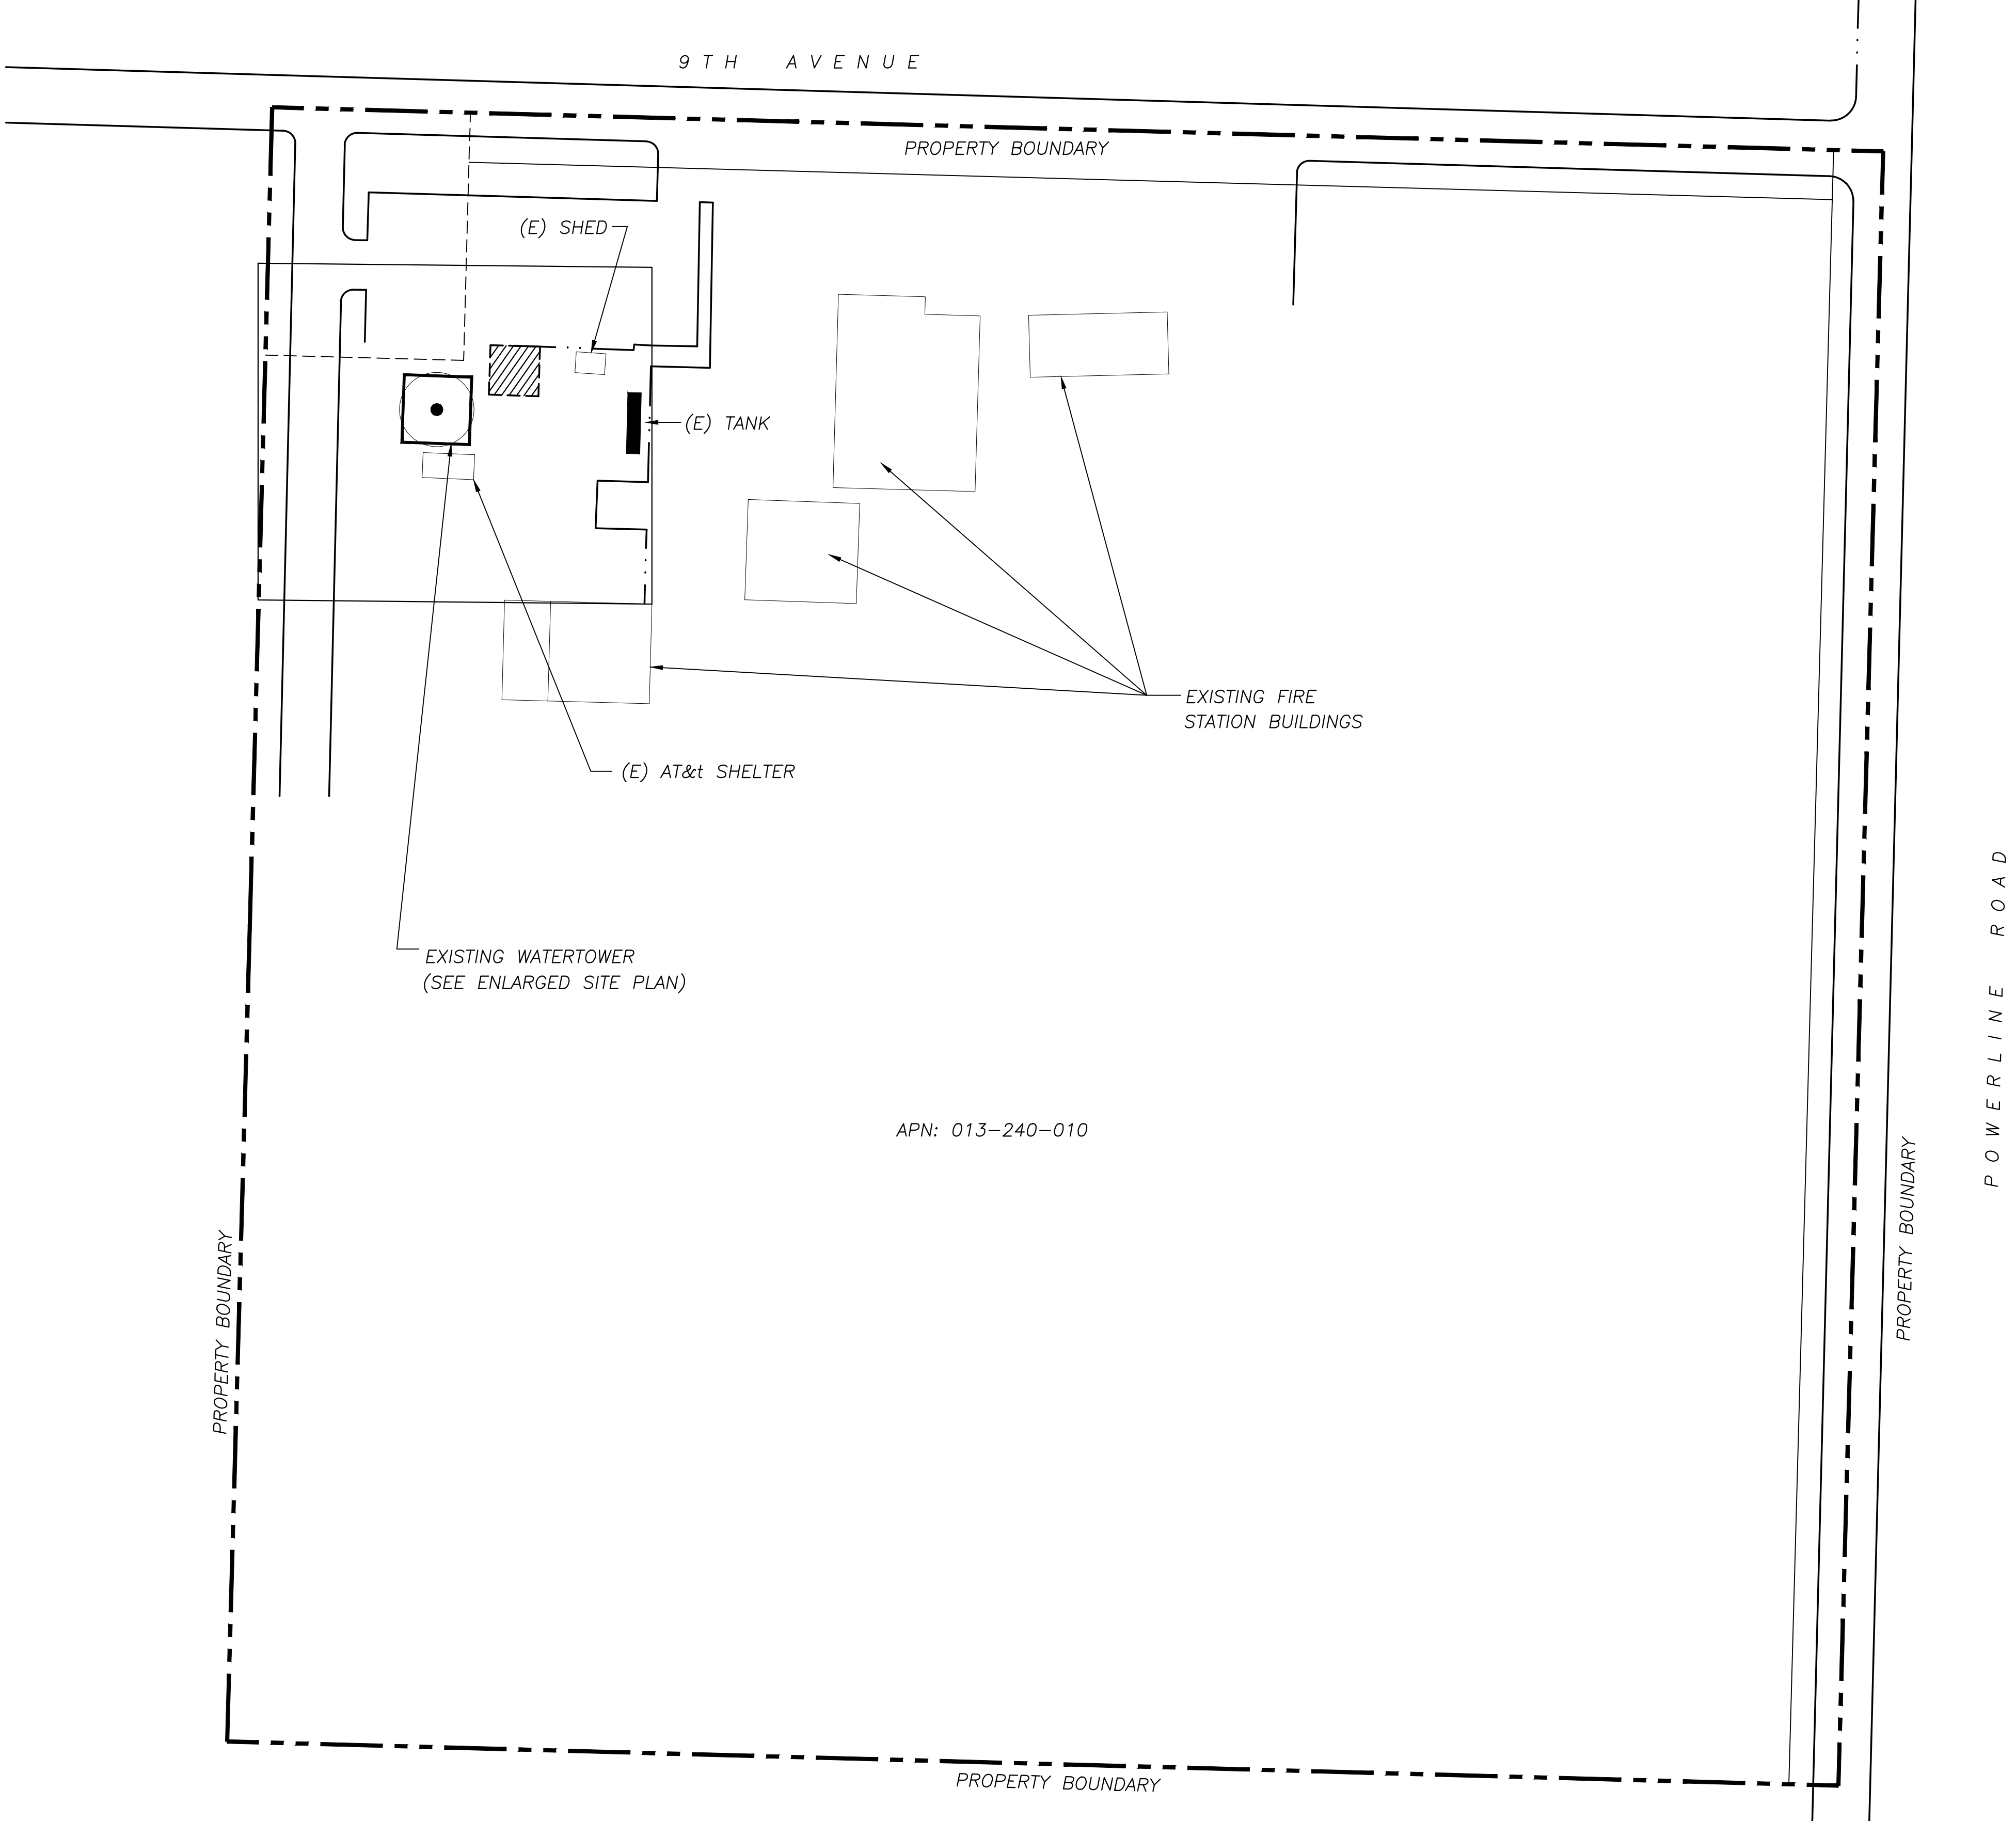 9TH AVENUE
PROPERTY BOUNDARY
(E) SHED
(E) TANK
EXISTING FIRE
STATION BUILDINGS
(E) AT&t SHELTER
EXISTING WATERTOWER
(SEE ENLARGED SITE PLAN)
POWERLINE ROAD
APN: 013-240-010
PROPERTY BOUNDARY
PROPERTY BOUNDARY
PROPERTY BOUNDARY